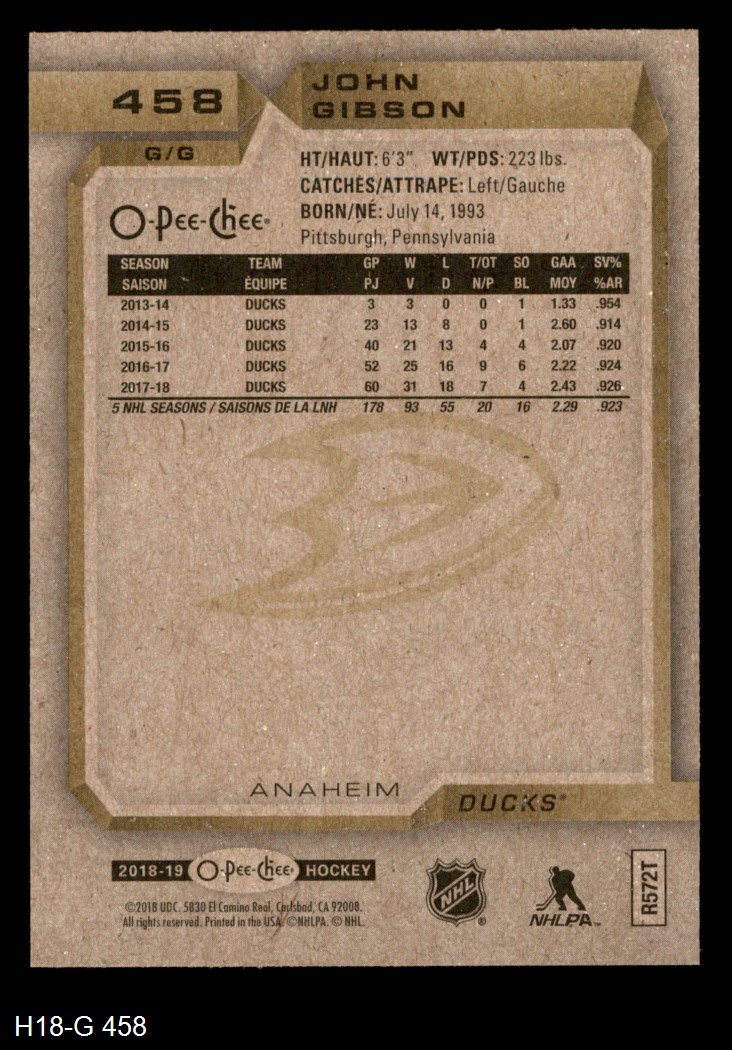 458
JOHN
GIBSON
G/G
HT/HAUT: 6'3" WT/PDS: 223 lbs.
CATCHES/ATTRAPE: Left/Gauche
BORN/NÉ: July 14, 1993
Pittsburgh, Pennsylvania
O-Pee-Chee®
SEASON TEAM GP W L T/OT SO GAA SV%
SAISON ÉQUIPE PJ V D N/P BL MOY %AR
2013-14 DUCKS 3 3 0 0 1 1.33 .954
2014-15 DUCKS 23 13 8 0 1 2.60 .914
2015-16 DUCKS 40 21 13 4 4 2.07 .920
2016-17 DUCKS 52 25 16 9 6 2.22 .924
2017-18 DUCKS 60 31 18 7 4 2.43 .926
5 NHL SEASONS / SAISONS DE LA LNH 178 93 55 20 16 2.29 .923
ANAHEIM
DUCKS®
2018-19 O-Pee-Chee® HOCKEY
©2018 UDC. 5830 El Camino Real, Carlsbad, CA 92008.
All rights reserved. Printed in the USA. ©NHLPA. © NHL.
NHL®
NHLPA™
R572T
H18-G 458